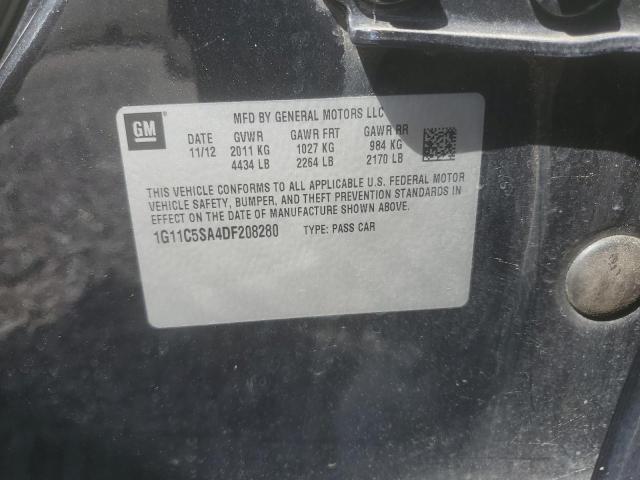 GM
MFD BY GENERAL MOTORS LLC
DATE GVWR GAWR FRT GAWR RR
11/12 2011 KG 1027 KG 984 KG
4434 LB 2264 LB 2170 LB
THIS VEHICLE CONFORMS TO ALL APPLICABLE U.S. FEDERAL MOTOR
VEHICLE SAFETY, BUMPER, AND THEFT PREVENTION STANDARDS IN
EFFECT ON THE DATE OF MANUFACTURE SHOWN ABOVE.
1G11C5SA4DF208280 TYPE: PASS CAR